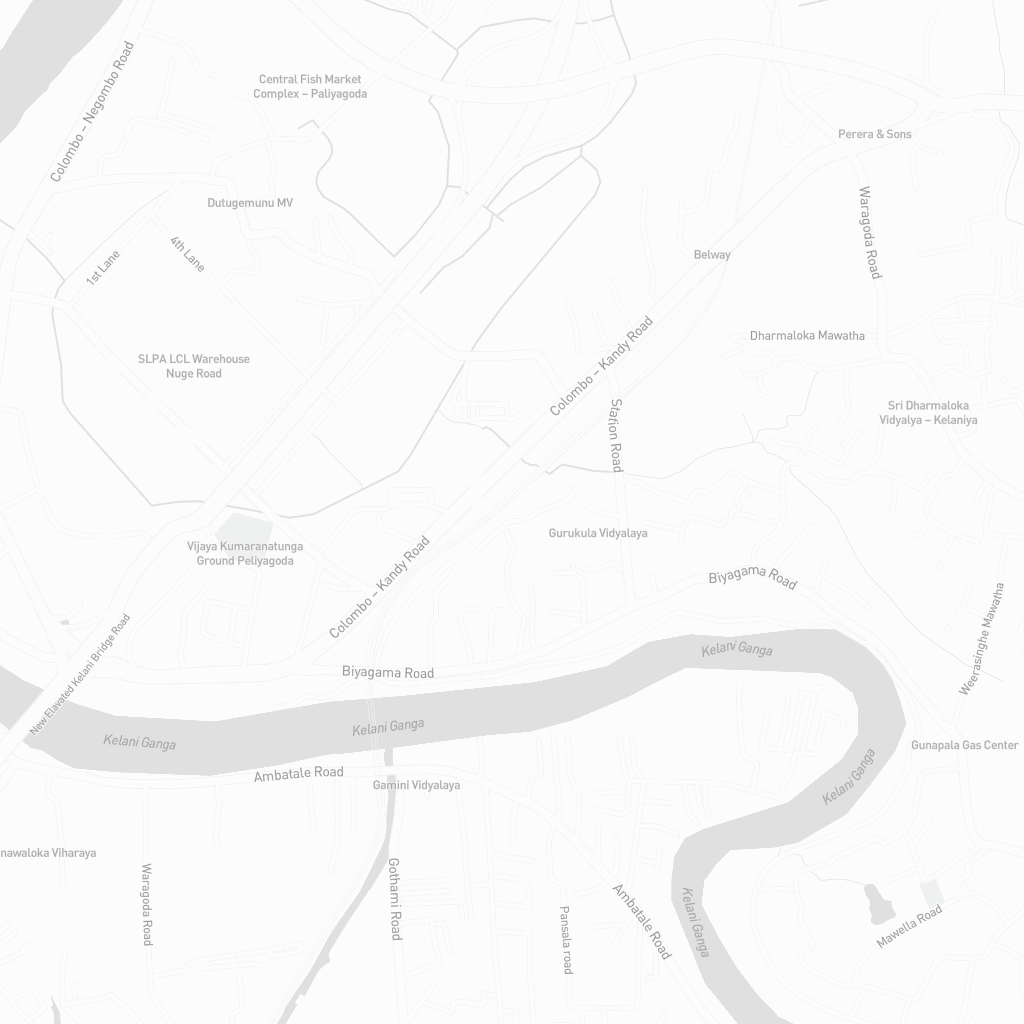 Colombo – Negombo Road
Central Fish Market
Complex – Paliyagoda
Perera & Sons
Dutugemunu MV
Waragoda Road
4th Lane
1st Lane
Belway
Dharmaloka Mawatha
SLPA LCL Warehouse
Nuge Road
Colombo – Kandy Road
Station Road
Sri Dharmaloka
Vidyalya – Kelaniya
Gurukula Vidyalaya
Vijaya Kumaranatunga
Ground Peliyagoda
Colombo – Kandy Road
Biyagama Road
Weerasinghe Mawatha
New Elavated Kelani Bridge Road
Kelani Ganga
Biyagama Road
Kelani Ganga
Kelani Ganga
Gunapala Gas Center
Ambatale Road
Gamini Vidyalaya
Kelani Ganga
nawaloka Viharaya
Waragoda Road
Gothami Road
Ambatale Road
Kelani Ganga
Pansala road
Mawella Road